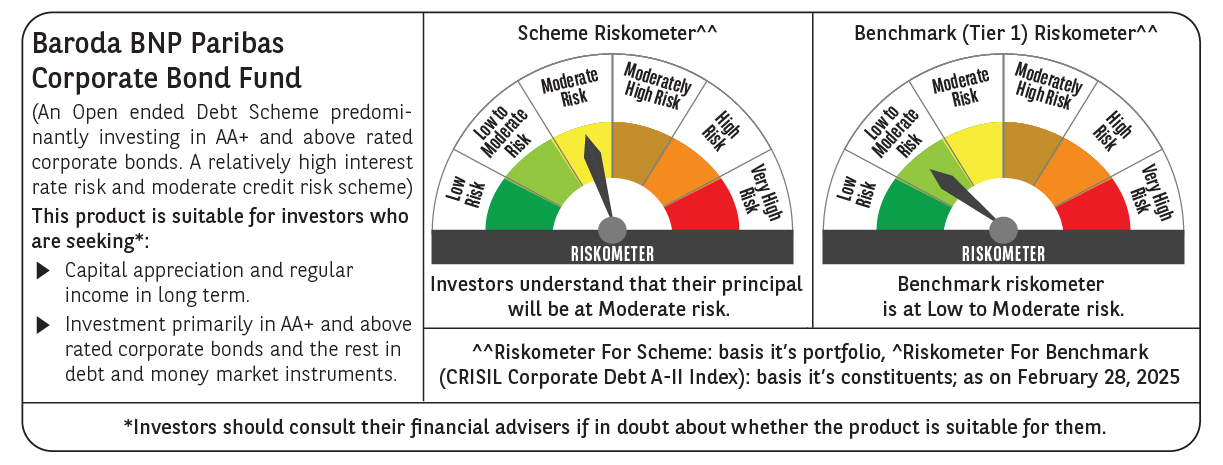 Baroda BNP Paribas
Corporate Bond Fund
(An Open ended Debt Scheme predomi-
nantly investing in AA+ and above rated
corporate bonds. A relatively high interest
rate risk and moderate credit risk scheme)
This product is suitable for investors who
are seeking*:
▶ Capital appreciation and regular
income in long term.
▶ Investment primarily in AA+ and above
rated corporate bonds and the rest in
debt and money market instruments.
Scheme Riskometer^^
Low
Risk
Low to
Moderate
Risk
Moderate
Risk
Moderately
High Risk
High
Risk
Very High
Risk
RISKOMETER
Investors understand that their principal
will be at Moderate risk.
Benchmark (Tier 1) Riskometer^^
Low
Risk
Low to
Moderate
Risk
Moderate
Risk
Moderately
High Risk
High
Risk
Very High
Risk
RISKOMETER
Benchmark riskometer
is at Low to Moderate risk.
^^Riskometer For Scheme: basis it's portfolio, ^Riskometer For Benchmark
(CRISIL Corporate Debt A-II Index): basis it's constituents; as on February 28, 2025
*Investors should consult their financial advisers if in doubt about whether the product is suitable for them.